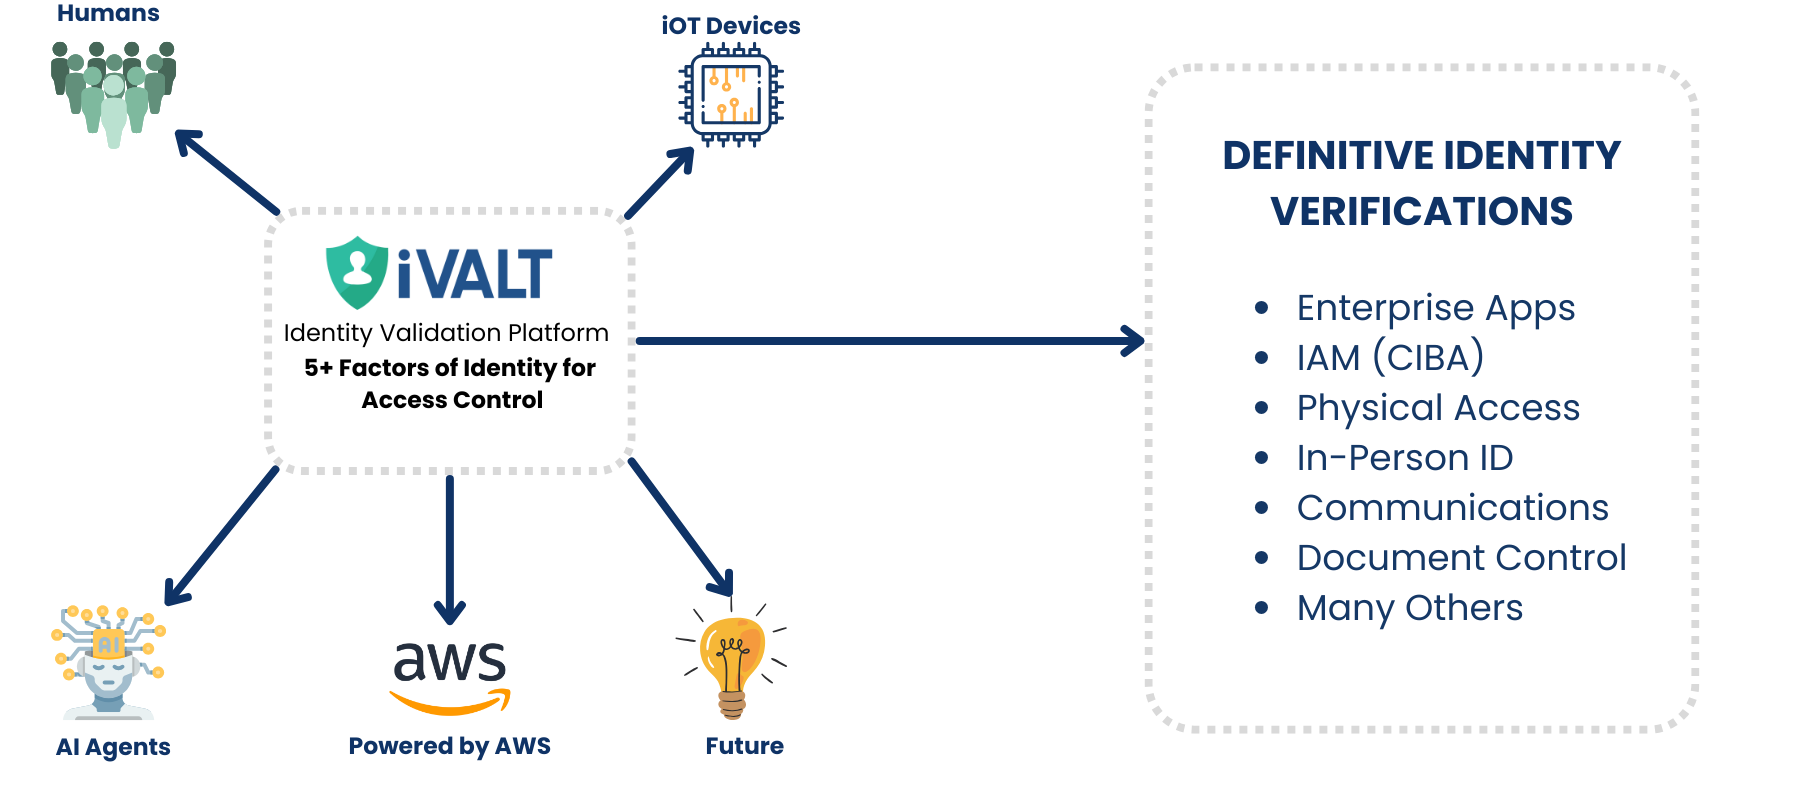 Humans
iOT Devices
iVALT
Identity Validation Platform
5+ Factors of Identity for
Access Control
AI
AI Agents
aws
Powered by AWS
Future
DEFINITIVE IDENTITY
VERIFICATIONS
• Enterprise Apps
• IAM (CIBA)
• Physical Access
• In-Person ID
• Communications
• Document Control
• Many Others